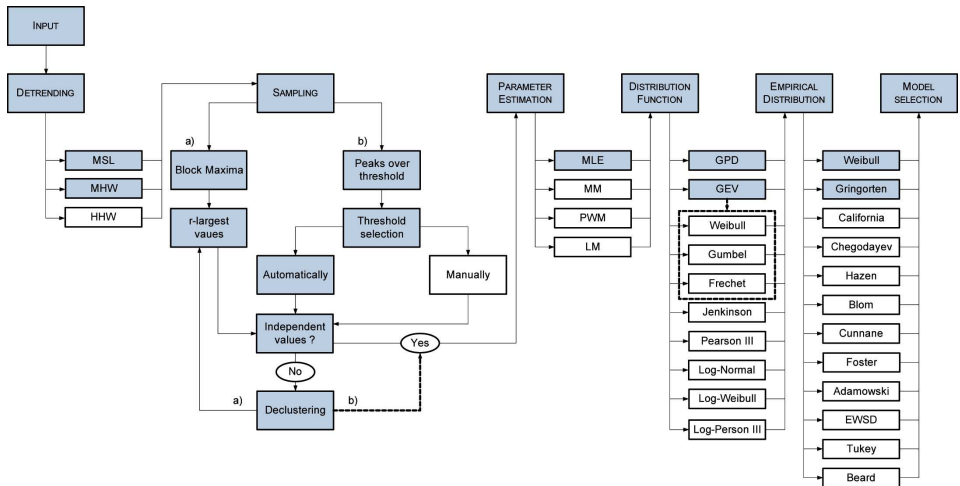 INPUT
DETRENDING
MSL
MHW
HHW
SAMPLING
a)
b)
Block Maxima
r-largest
vaues
Peaks over
threshold
Threshold
selection
Automatically
Manually
Independent
values ?
Yes
No
Declustering
a)
b)
PARAMETER
ESTIMATION
MLE
MM
PWM
LM
DISTRIBUTION
FUNCTION
GPD
GEV
Weibull
Gumbel
Frechet
Jenkinson
Pearson III
Log-Normal
Log-Weibull
Log-Person III
EMPIRICAL
DISTRIBUTION
Weibull
Gringorten
California
Chegodayev
Hazen
Blom
Cunnane
Foster
Adamowski
EWSD
Tukey
Beard
MODEL
SELECTION